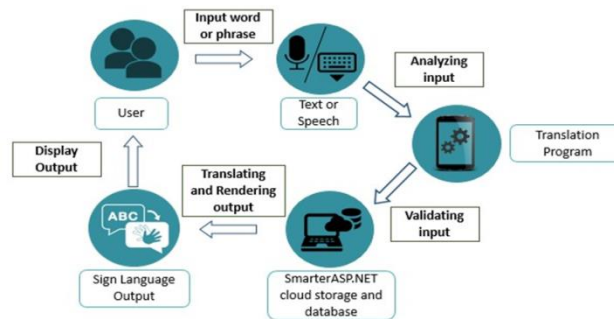 Input word
or phrase
User
Text or
Speech
Analyzing
input
Translation
Program
Validating
input
SmarterASP.NET
cloud storage and
database
Translating
and Rendering
output
ABC
Sign Language
Output
Display
Output